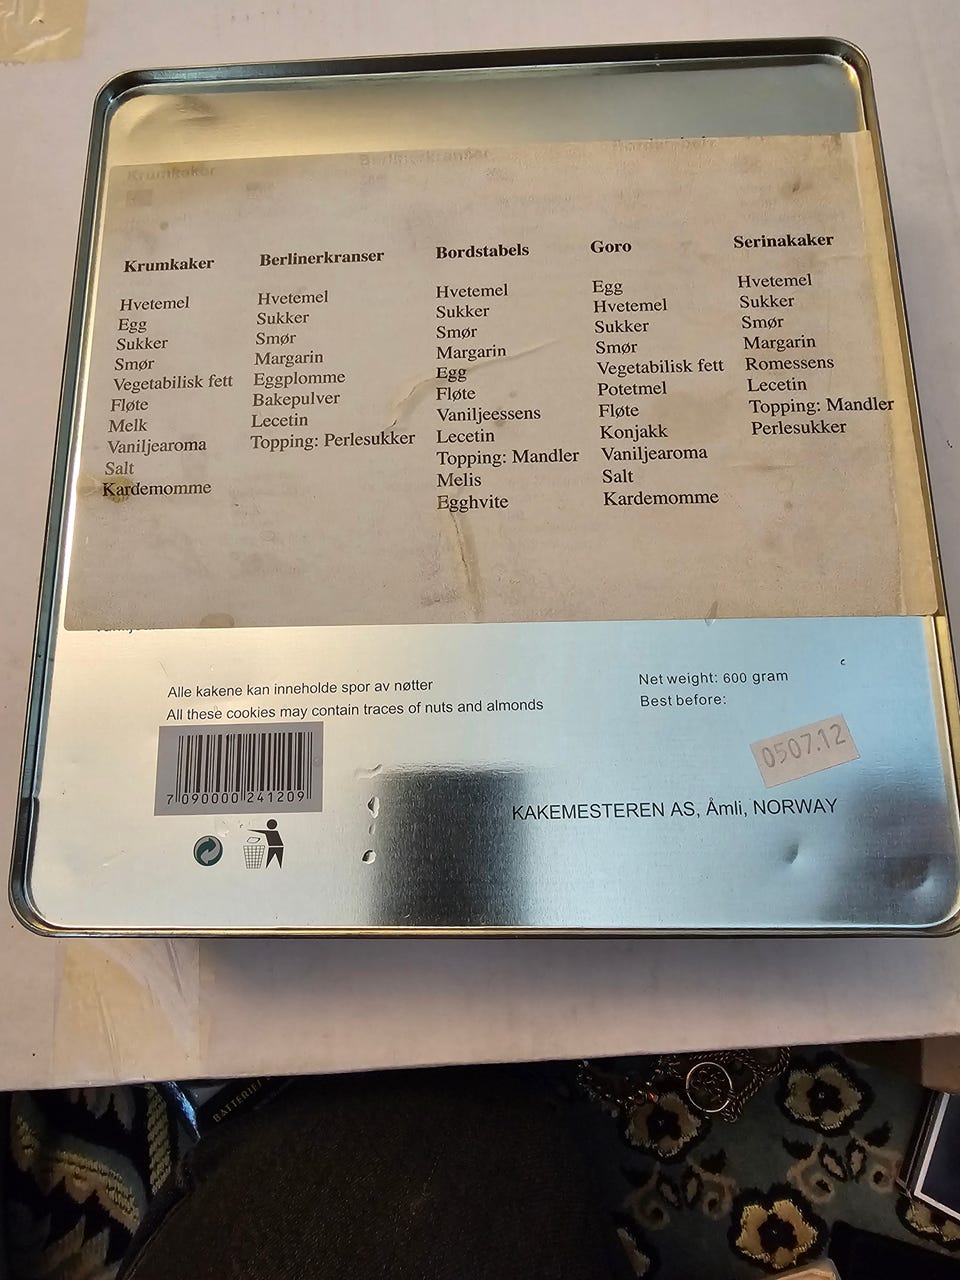 Krumkaker
Berlinerkranser
Krumkaker
Hvetemel
Egg
Sukker
Smør
Vegetabilisk fett
Fløte
Melk
Vaniljearoma
Salt
Kardemomme
Berlinerkranser
Hvetemel
Sukker
Smør
Margarin
Eggplomme
Bakepulver
Lecetin
Topping: Perlesukker
Bordstabels
Hvetemel
Sukker
Smør
Margarin
Egg
Fløte
Vaniljeessens
Lecetin
Topping: Mandler
Melis
Egghvite
Goro
Egg
Hvetemel
Sukker
Smør
Vegetabilisk fett
Potetmel
Fløte
Konjakk
Vaniljearoma
Salt
Kardemomme
Serinakaker
Hvetemel
Sukker
Smør
Margarin
Romessens
Lecetin
Topping: Mandler
Perlesukker
Alle kakene kan inneholde spor av nøtter
All these cookies may contain traces of nuts and almonds
Net weight: 600 gram
Best before:
0507.12
7 090000 241209
KAKEMESTEREN AS, Åmli, NORWAY